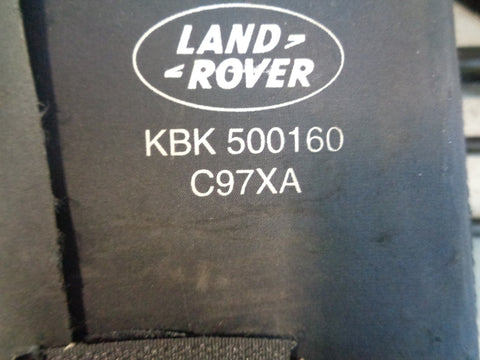 LAND
ROVER
KBK 500160
C97XA